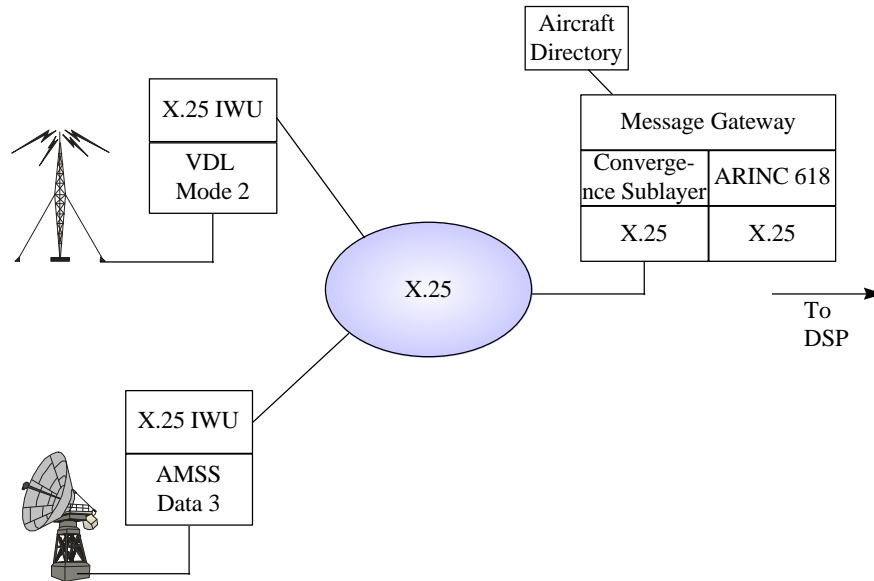 Aircraft
Directory
X.25 IWU
VDL
Mode 2
Message Gateway
Converge-
nce Sublayer
ARINC 618
X.25
X.25
X.25
To
DSP
X.25 IWU
AMSS
Data 3